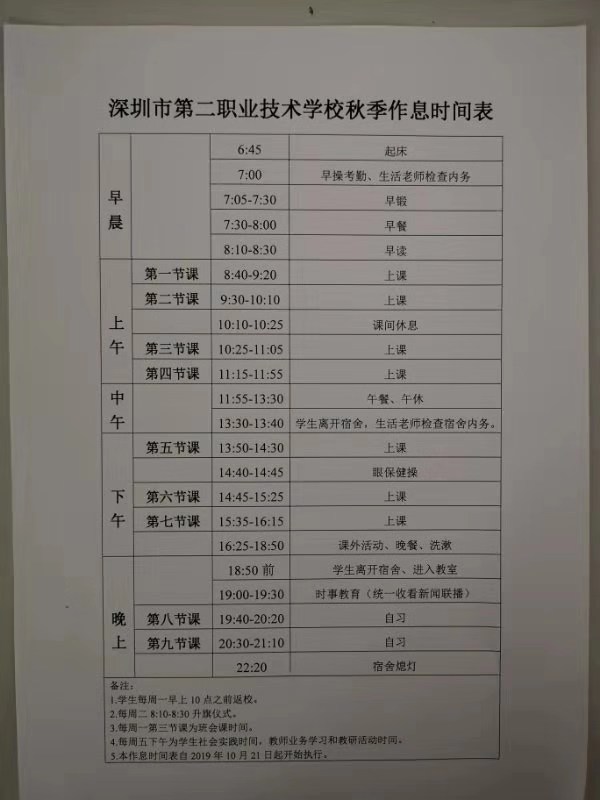 深圳市第二职业技术学校秋季作息时间表
早晨 6:45 起床
7:00 早操考勤、生活老师检查内务
7:05-7:30 早锻
7:30-8:00 早餐
8:10-8:30 早读
上午 第一节课 8:40-9:20 上课
第二节课 9:30-10:10 上课
10:10-10:25 课间休息
第三节课 10:25-11:05 上课
第四节课 11:15-11:55 上课
中午 11:55-13:30 午餐、午休
13:30-13:40 学生离开宿舍，生活老师检查宿舍内务。
下午 第五节课 13:50-14:30 上课
14:40-14:45 眼保健操
第六节课 14:45-15:25 上课
第七节课 15:35-16:15 上课
16:25-18:50 课外活动、晚餐、洗漱
晚上 18:50 前 学生离开宿舍、进入教室
19:00-19:30 时事教育（统一收看新闻联播）
第八节课 19:40-20:20 自习
第九节课 20:30-21:10 自习
22:20 宿舍熄灯
备注：
1.学生每周一早上 10 点之前返校。
2.每周二 8:10-8:30 升旗仪式。
3.每周一第三节课为班会课时间。
4.每周五下午为学生社会实践时间，教师业务学习和教研活动时间。
5.本作息时间表自 2019 年 10 月 21 日起开始执行。